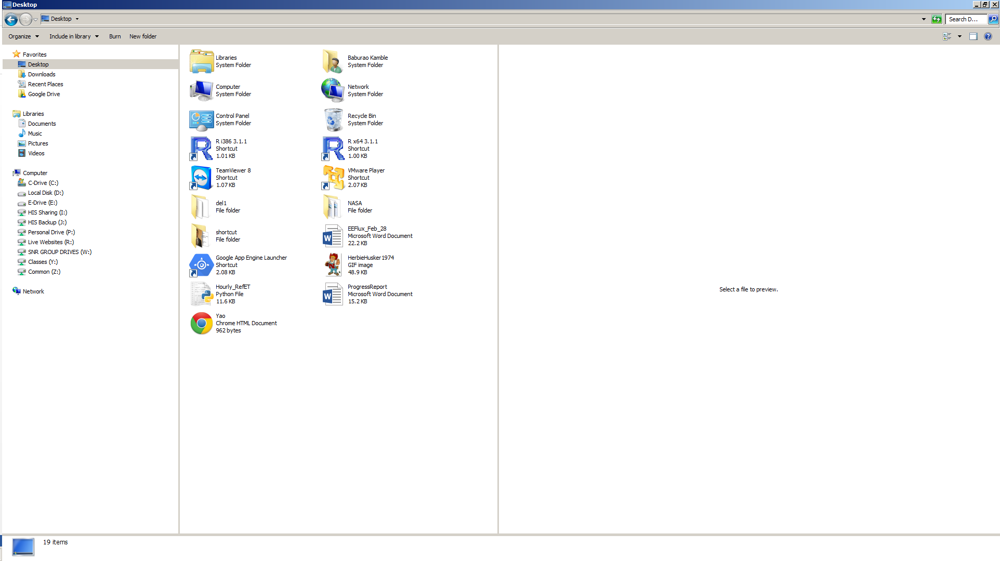 Desktop
Desktop
Search D...
Organize
Include in library
Burn
New folder
Favorites
Desktop
Downloads
Recent Places
Google Drive
Libraries
Documents
Music
Pictures
Videos
Computer
C-Drive (C:)
Local Disk (D:)
E-Drive (E:)
HIS Sharing (I:)
HIS Backup (J:)
Personal Drive (P:)
Live Websites (R:)
SNR GROUP DRIVES (W:)
Classes (Y:)
Common (Z:)
Network
Libraries
System Folder
Baburao Kamble
System Folder
Computer
System Folder
Network
System Folder
Control Panel
System Folder
Recycle Bin
System Folder
R i386 3.1.1
Shortcut
1.01 KB
R x64 3.1.1
Shortcut
1.00 KB
TeamViewer 8
Shortcut
1.07 KB
VMware Player
Shortcut
2.07 KB
del1
File folder
NASA
File folder
shortcut
File folder
EEFlux_Feb_28
Microsoft Word Document
22.2 KB
Google App Engine Launcher
Shortcut
2.08 KB
HerbieHusker1974
GIF image
48.9 KB
Hourly_RefET
Python File
11.6 KB
ProgressReport
Microsoft Word Document
15.2 KB
Yao
Chrome HTML Document
962 bytes
Select a file to preview.
19 items